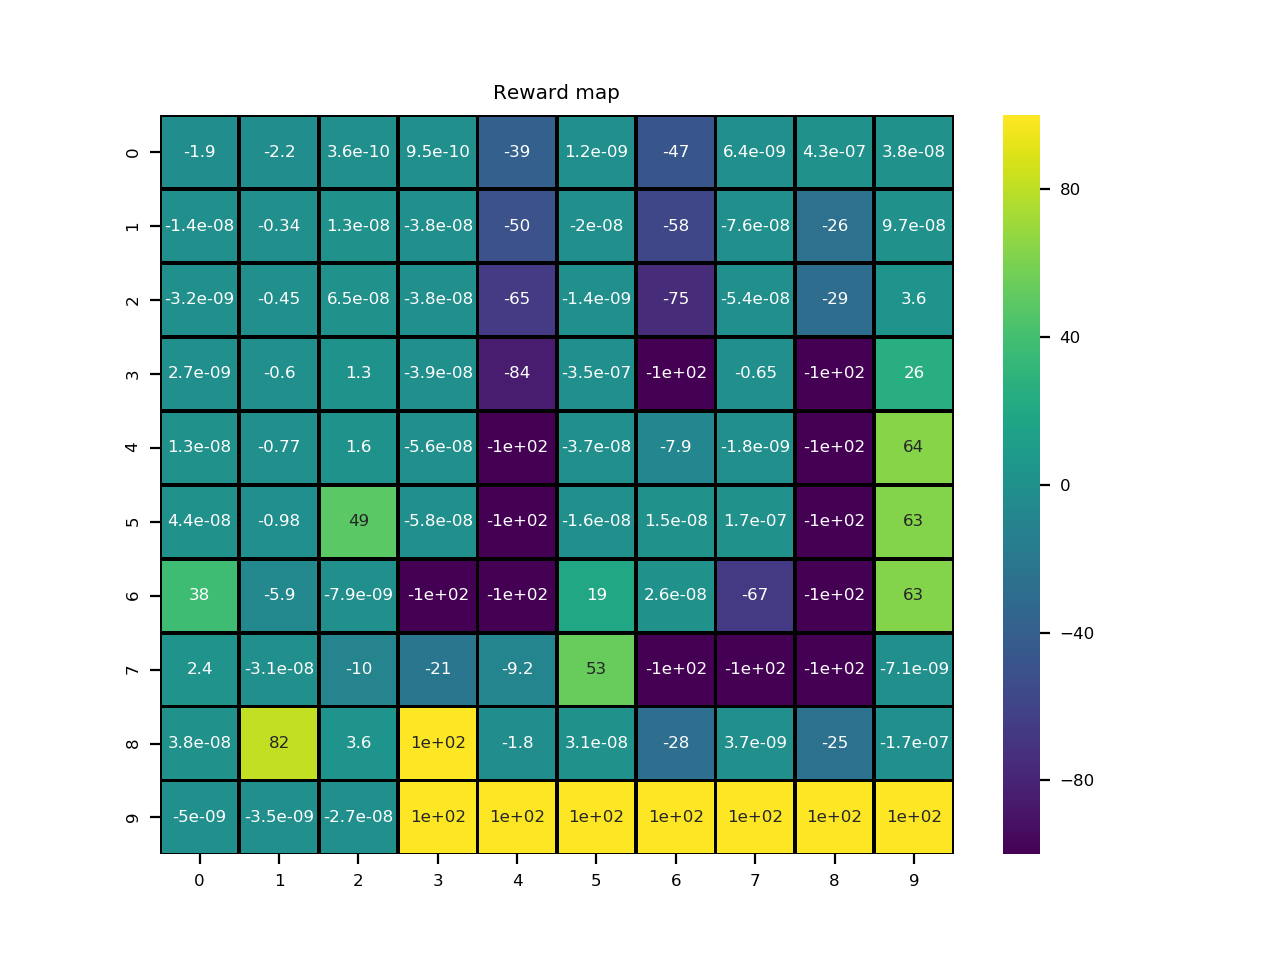 Reward map
0 -1.9 -2.2 3.6e-10 9.5e-10 -39 1.2e-09 -47 6.4e-09 4.3e-07 3.8e-08
1 -1.4e-08 -0.34 1.3e-08 -3.8e-08 -50 -2e-08 -58 -7.6e-08 -26 9.7e-08
2 -3.2e-09 -0.45 6.5e-08 -3.8e-08 -65 -1.4e-09 -75 -5.4e-08 -29 3.6
3 2.7e-09 -0.6 1.3 -3.9e-08 -84 -3.5e-07 -1e+02 -0.65 -1e+02 26
4 1.3e-08 -0.77 1.6 -5.6e-08 -1e+02 -3.7e-08 -7.9 -1.8e-09 -1e+02 64
5 4.4e-08 -0.98 49 -5.8e-08 -1e+02 -1.6e-08 1.5e-08 1.7e-07 -1e+02 63
6 38 -5.9 -7.9e-09 -1e+02 -1e+02 19 2.6e-08 -67 -1e+02 63
7 2.4 -3.1e-08 -10 -21 -9.2 53 -1e+02 -1e+02 -1e+02 -7.1e-09
8 3.8e-08 82 3.6 1e+02 -1.8 3.1e-08 -28 3.7e-09 -25 -1.7e-07
9 -5e-09 -3.5e-09 -2.7e-08 1e+02 1e+02 1e+02 1e+02 1e+02 1e+02 1e+02
0 1 2 3 4 5 6 7 8 9
80
40
0
−40
−80